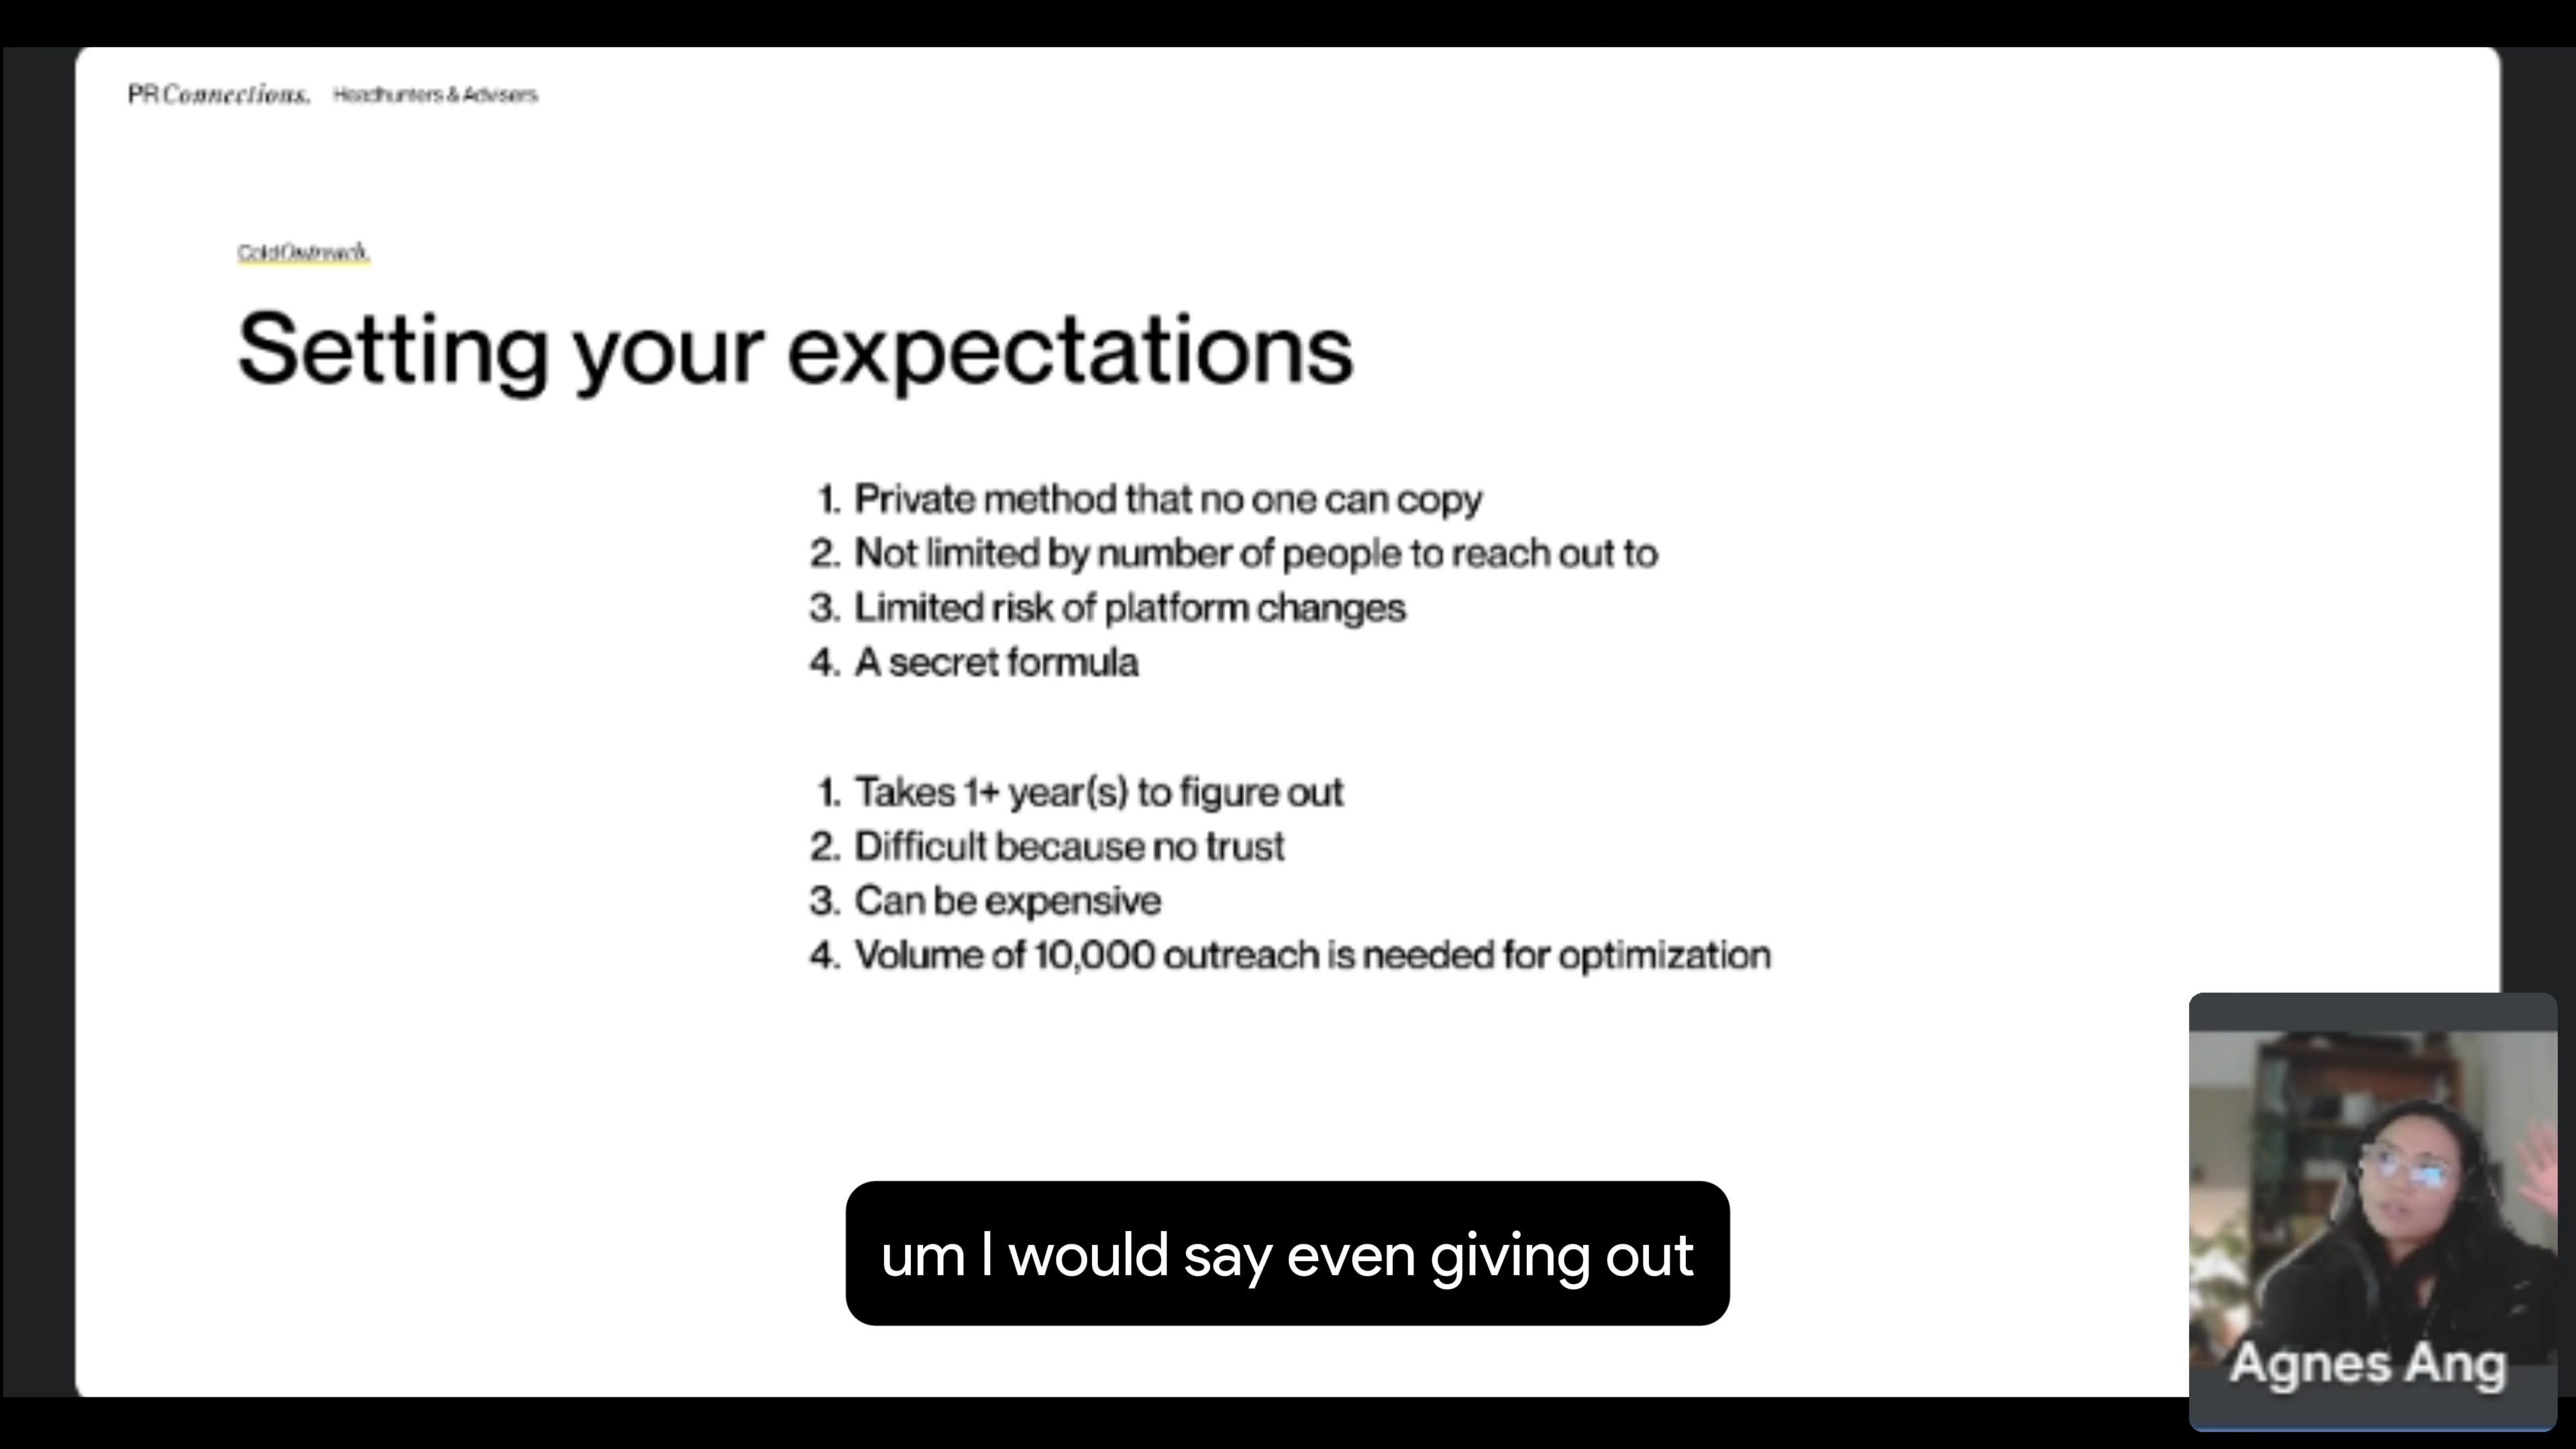 PR Connections. Headhunters & Advisers
Cold Outreach.
Setting your expectations
1. Private method that no one can copy
2. Not limited by number of people to reach out to
3. Limited risk of platform changes
4. A secret formula
1. Takes 1+ year(s) to figure out
2. Difficult because no trust
3. Can be expensive
4. Volume of 10,000 outreach is needed for optimization
um I would say even giving out
Agnes Ang